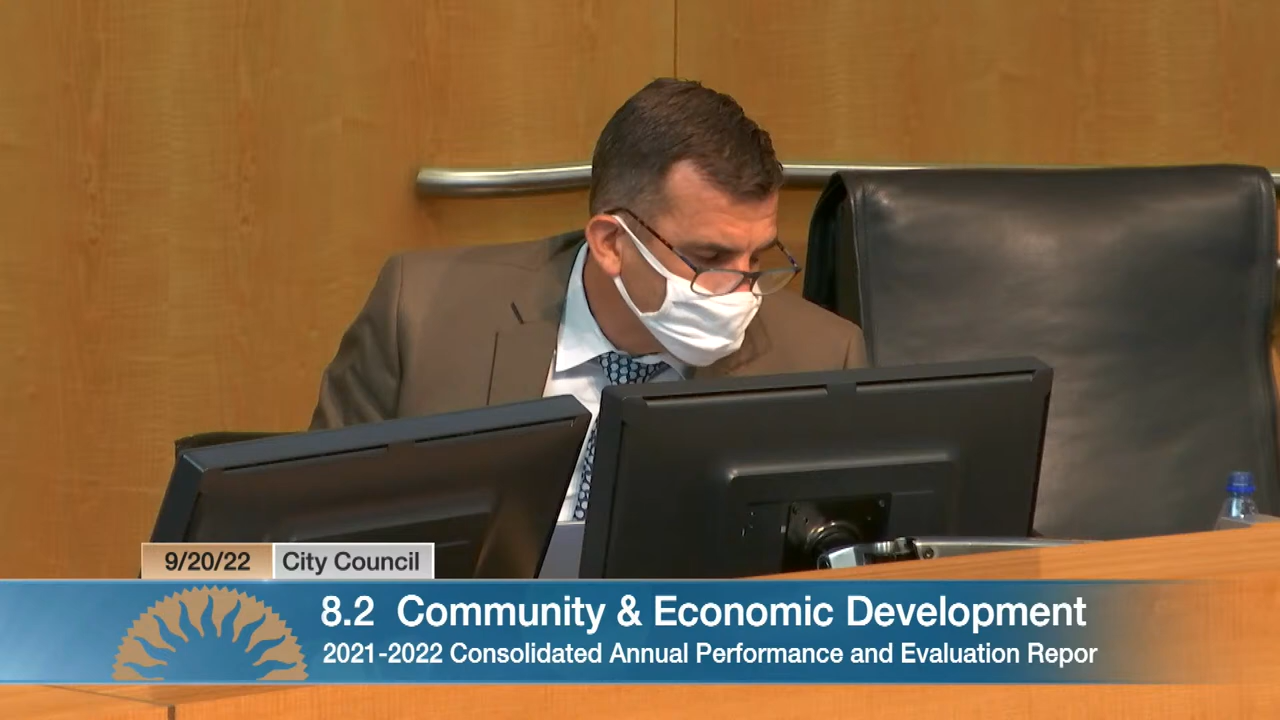 9/20/22 City Council
8.2 Community & Economic Development
2021-2022 Consolidated Annual Performance and Evaluation Repor